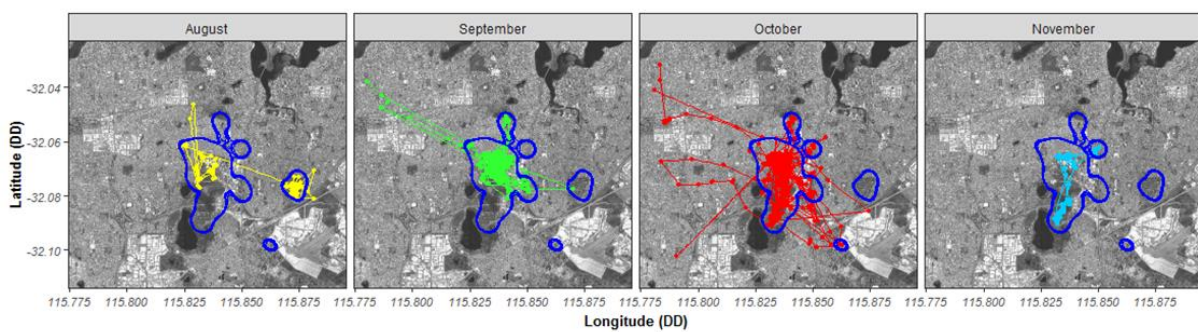 August September October November
Latitude (DD)
-32.04
-32.06
-32.08
-32.10
115.775 115.800 115.825 115.850 115.875 115.775 115.800 115.825 115.850 115.875 115.775 115.800 115.825 115.850 115.875 115.775 115.800 115.825 115.850 115.875
Longitude (DD)